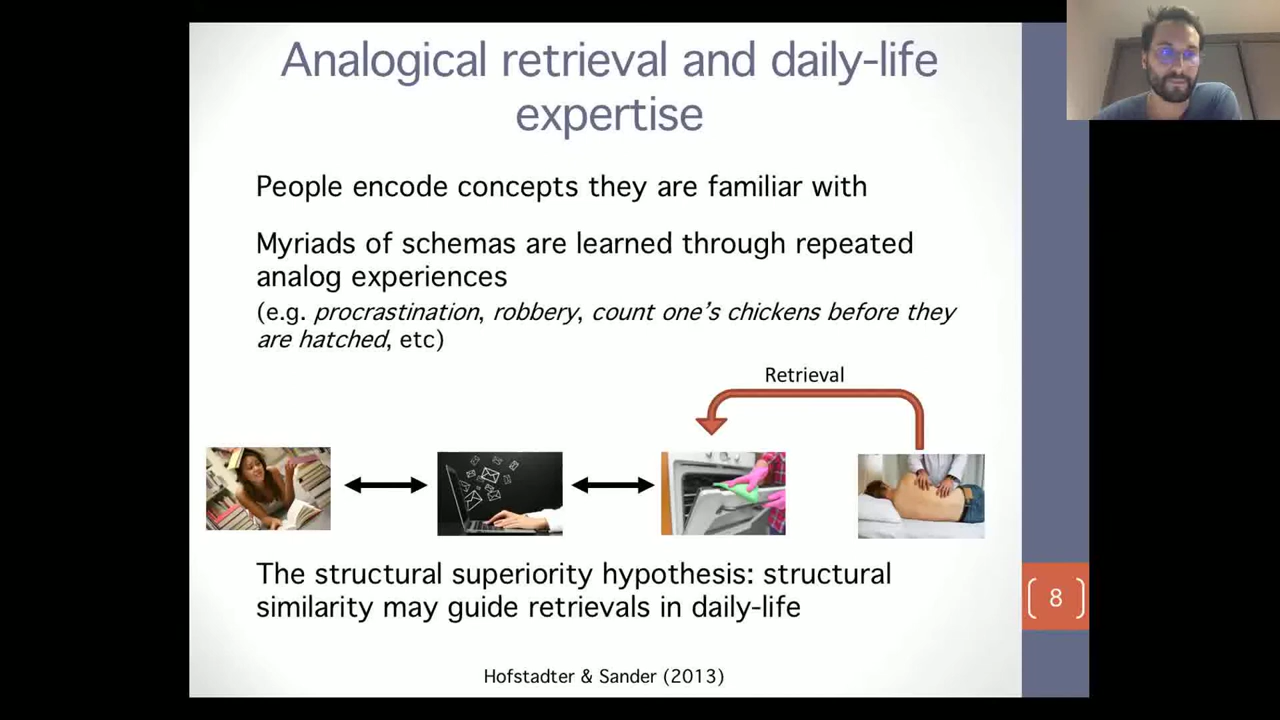 Analogical retrieval and daily-life
expertise
People encode concepts they are familiar with
Myriads of schemas are learned through repeated
analog experiences
(e.g. procrastination, robbery, count one's chickens before they
are hatched, etc)
Retrieval
The structural superiority hypothesis: structural
similarity may guide retrievals in daily-life
8
Hofstadter & Sander (2013)